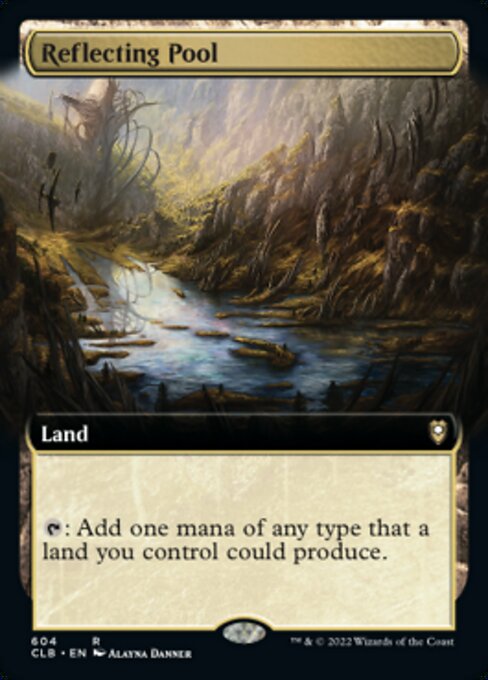 Reflecting Pool
Land
: Add one mana of any type that a
land you control could produce.
604 R
CLB • EN ALAYNA DANNER
™ & © 2022 Wizards of the Coast